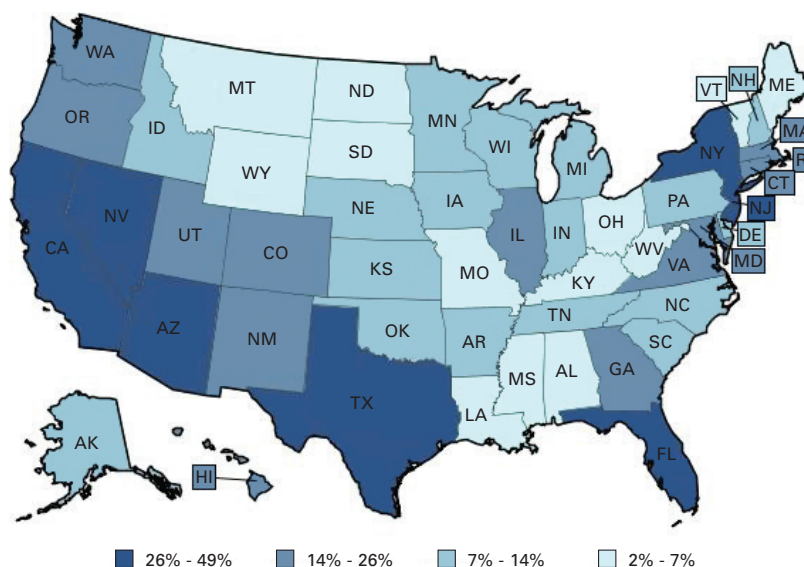 WA
MT
ND
ME
VT
NH
OR
MN
ID
SD
WI
NY
MA
WY
MI
R
CT
IA
PA
NJ
NE
NV
OH
DE
IL
IN
UT
CO
WV
MD
CA
VA
KS
MO
KY
NC
TN
OK
AZ
NM
AR
SC
MS
AL
GA
TX
LA
AK
FL
HI
26% - 49%
14% - 26%
7% - 14%
2% - 7%